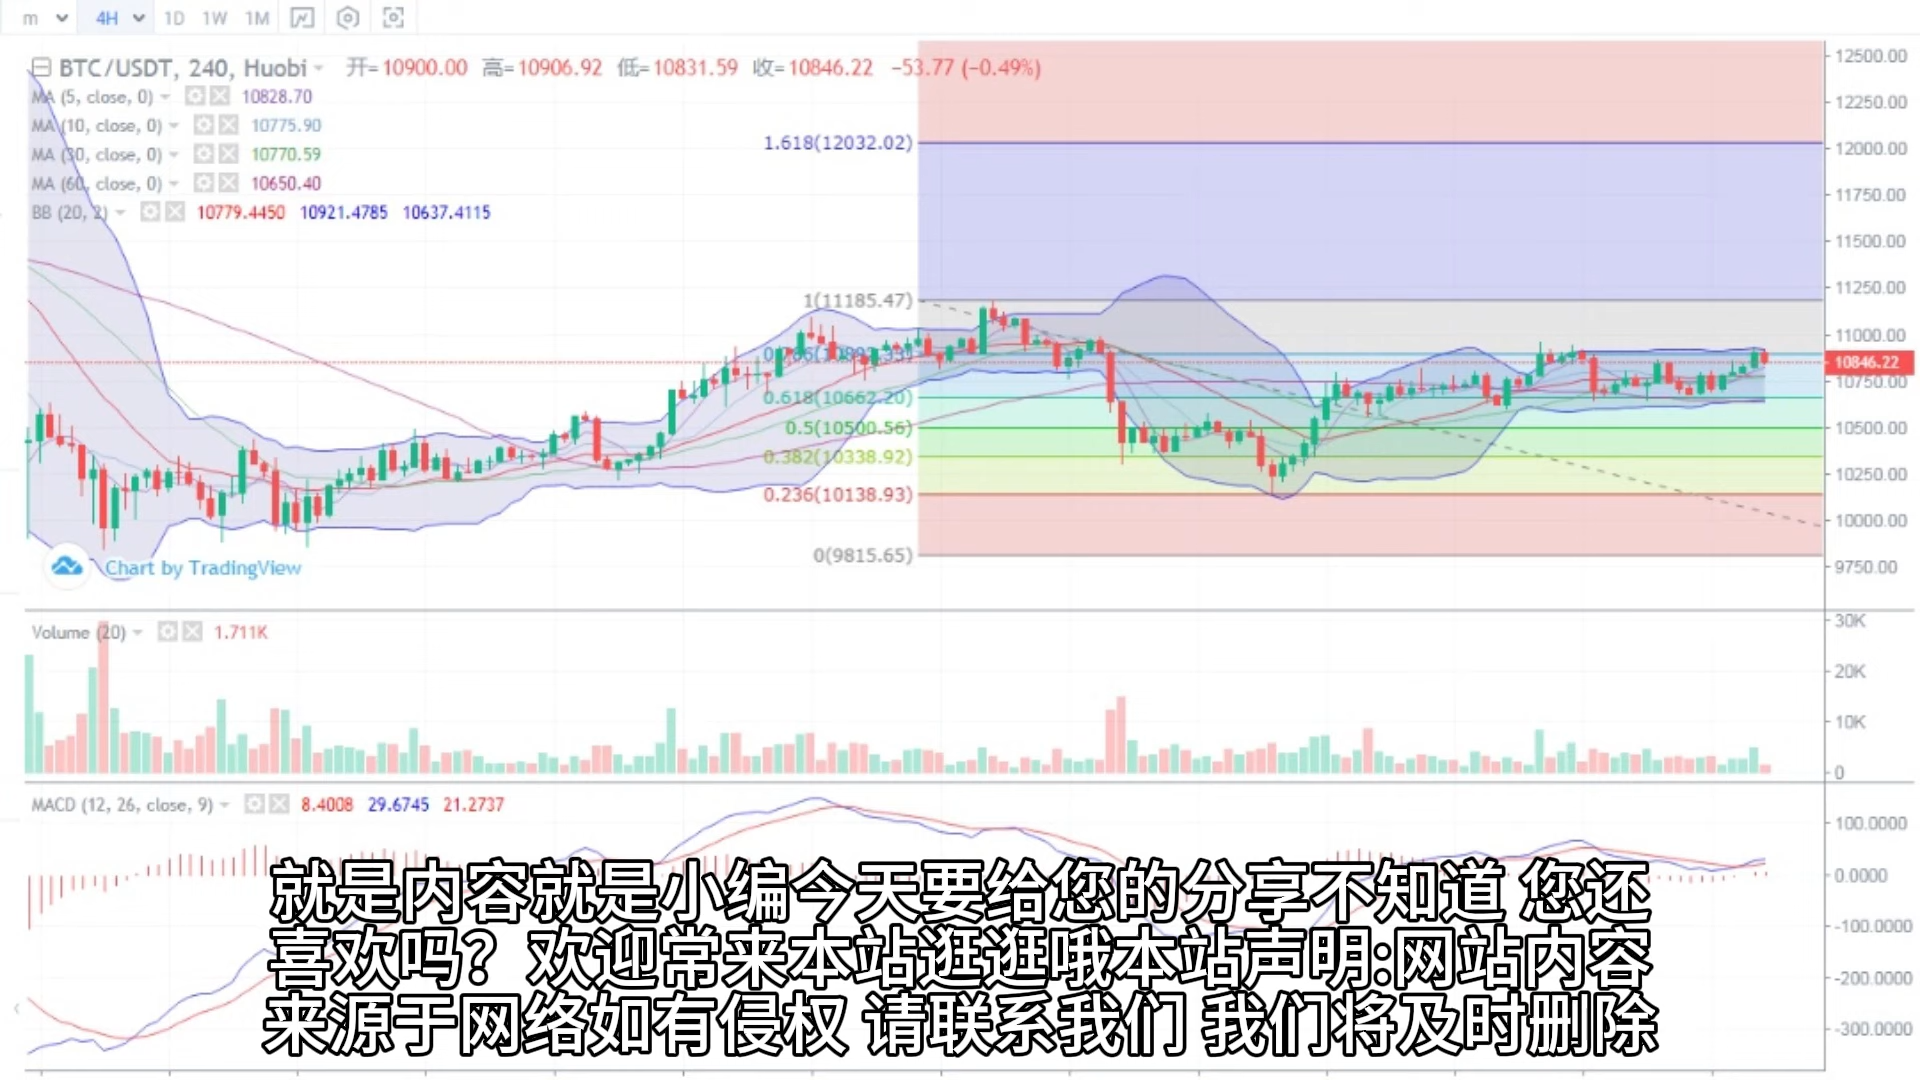 m 4H 1D 1W 1M
BTC/USDT, 240, Huobi 开=10900.00 高=10906.92 低=10831.59 收=10846.22 −53.77 (−0.49%)
MA (5, close, 0) 10828.70
MA (10, close, 0) 10775.90
MA (30, close, 0) 10770.59
MA (60, close, 0) 10650.40
BB (20, 2) 10779.4450 10921.4785 10637.4115
1.618(12032.02)
1(11185.47)
0.618(10662.20)
0.5(10500.56)
0.382(10338.92)
0.236(10138.93)
0(9815.65)
12500.00
12250.00
12000.00
11750.00
11500.00
11250.00
11000.00
10846.22
10750.00
10500.00
10250.00
10000.00
9750.00
Chart by TradingView
Volume (20) 1.711K
30K
20K
10K
0
MACD (12, 26, close, 9) 8.4008 29.6745 21.2737
100.0000
0.0000
-100.0000
-200.0000
-300.0000
就是内容就是小编今天要给您的分享不知道 您还
喜欢吗？欢迎常来本站逛逛哦本站声明:网站内容
来源于网络如有侵权 请联系我们 我们将及时删除